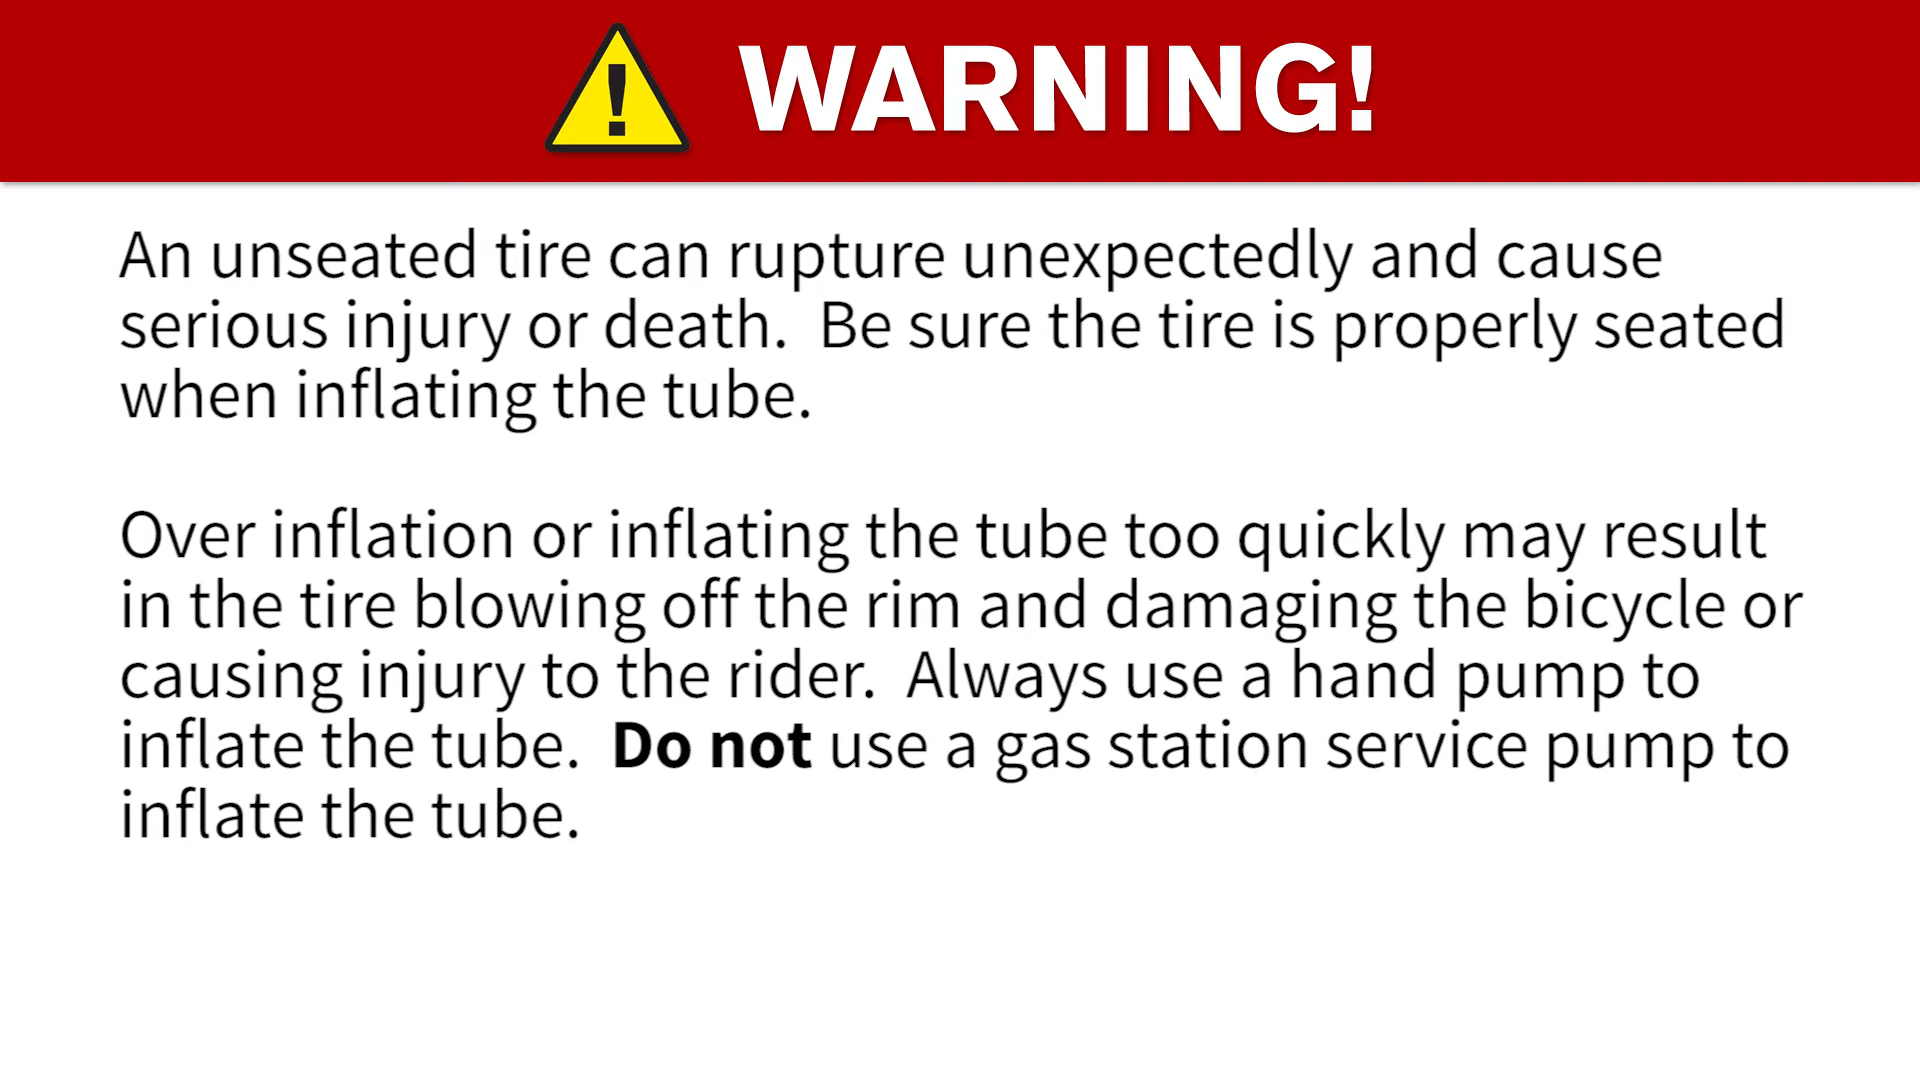 WARNING!
An unseated tire can rupture unexpectedly and cause
serious injury or death.  Be sure the tire is properly seated
when inflating the tube.
Over inflation or inflating the tube too quickly may result
in the tire blowing off the rim and damaging the bicycle or
causing injury to the rider.  Always use a hand pump to
inflate the tube.  Do not use a gas station service pump to
inflate the tube.